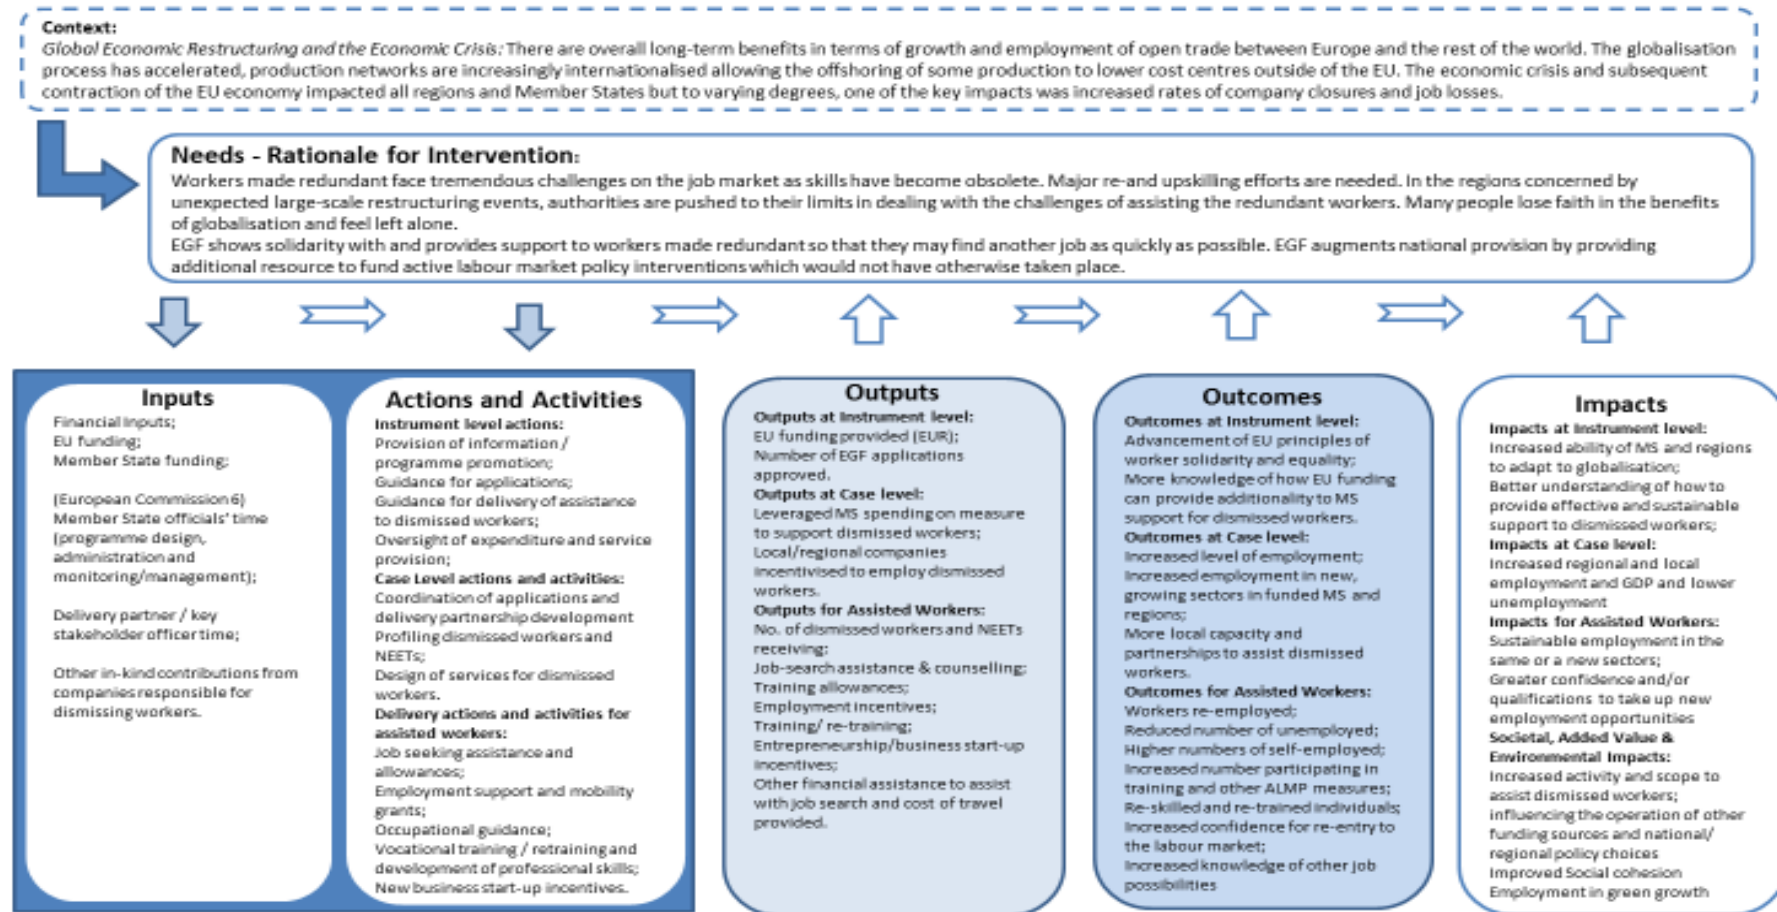 Context:
Global Economic Restructuring and the Economic Crisis: There are overall long-term benefits in terms of growth and employment of open trade between Europe and the rest of the world. The globalisation
process has accelerated, production networks are increasingly internationalised allowing the offshoring of some production to lower cost centres outside of the EU. The economic crisis and subsequent
contraction of the EU economy impacted all regions and Member States but to varying degrees, one of the key impacts was increased rates of company closures and job losses.
Needs - Rationale for Intervention:
Workers made redundant face tremendous challenges on the job market as skills have become obsolete. Major re-and upskilling efforts are needed. In the regions concerned by
unexpected large-scale restructuring events, authorities are pushed to their limits in dealing with the challenges of assisting the redundant workers. Many people lose faith in the benefits
of globalisation and feel left alone.
EGF shows solidarity with and provides support to workers made redundant so that they may find another job as quickly as possible. EGF augments national provision by providing
additional resource to fund active labour market policy interventions which would not have otherwise taken place.
Inputs
Financial Inputs;
EU funding;
Member State funding;
(European Commission 6)
Member State officials' time
(programme design,
administration and
monitoring/management);
Delivery partner / key
stakeholder officer time;
Other in-kind contributions from
companies responsible for
dismissing workers.
Actions and Activities
Instrument level actions:
Provision of information /
programme promotion;
Guidance for applications;
Guidance for delivery of assistance
to dismissed workers;
Oversight of expenditure and service
provision;
Case Level actions and activities:
Coordination of applications and
delivery partnership development
Profiling dismissed workers and
NEETs;
Design of services for dismissed
workers.
Delivery actions and activities for
assisted workers:
Job seeking assistance and
allowances;
Employment support and mobility
grants;
Occupational guidance;
Vocational training / retraining and
development of professional skills;
New business start-up incentives.
Outputs
Outputs at Instrument level:
EU funding provided (EUR);
Number of EGF applications
approved.
Outputs at Case level:
Leveraged MS spending on measure
to support dismissed workers;
Local/regional companies
incentivised to employ dismissed
workers.
Outputs for Assisted Workers:
No. of dismissed workers and NEETs
receiving;
Job-search assistance & counselling;
Training allowances;
Employment incentives;
Training/ re-training;
Entrepreneurship/business start-up
incentives;
Other financial assistance to assist
with job search and cost of travel
provided.
Outcomes
Outcomes at Instrument level:
Advancement of EU principles of
worker solidarity and equality;
More knowledge of how EU funding
can provide additionality to MS
support for dismissed workers.
Outcomes at Case level:
Increased level of employment;
Increased employment in new,
growing sectors in funded MS and
regions;
More local capacity and
partnerships to assist dismissed
workers.
Outcomes for Assisted Workers:
Workers re-employed;
Reduced number of unemployed;
Higher numbers of self-employed;
Increased number participating in
training and other ALMP measures;
Re-skilled and re-trained individuals;
Increased confidence for re-entry to
the labour market;
Increased knowledge of other job
possibilities
Impacts
Impacts at Instrument level:
Increased ability of MS and regions
to adapt to globalisation;
Better understanding of how to
provide effective and sustainable
support to dismissed workers;
Impacts at Case level:
Increased regional and local
employment and GDP and lower
unemployment
Impacts for Assisted Workers:
Sustainable employment in the
same or a new sectors;
Greater confidence and/or
qualifications to take up new
employment opportunities
Societal, Added Value &
Environmental Impacts:
Increased activity and scope to
assist dismissed workers;
influencing the operation of other
funding sources and national/
regional policy choices
Improved Social cohesion
Employment in green growth